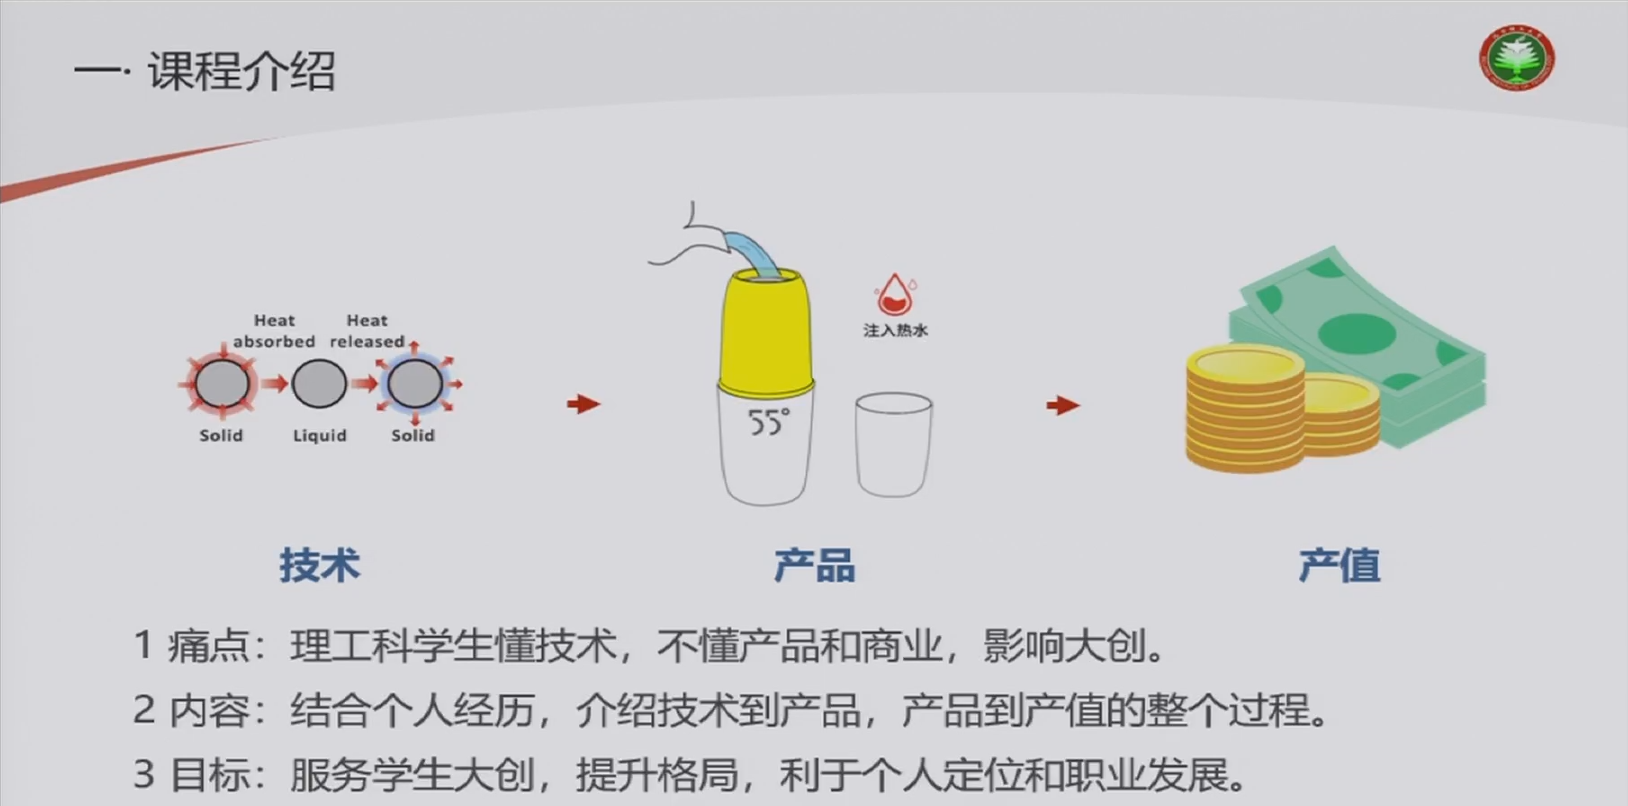 一· 课程介绍
Heat absorbed
Heat released
Solid
Liquid
Solid
55°
注入热水
技术
产品
产值
1 痛点：理工科学生懂技术，不懂产品和商业，影响大创。
2 内容：结合个人经历，介绍技术到产品，产品到产值的整个过程。
3 目标：服务学生大创，提升格局，利于个人定位和职业发展。